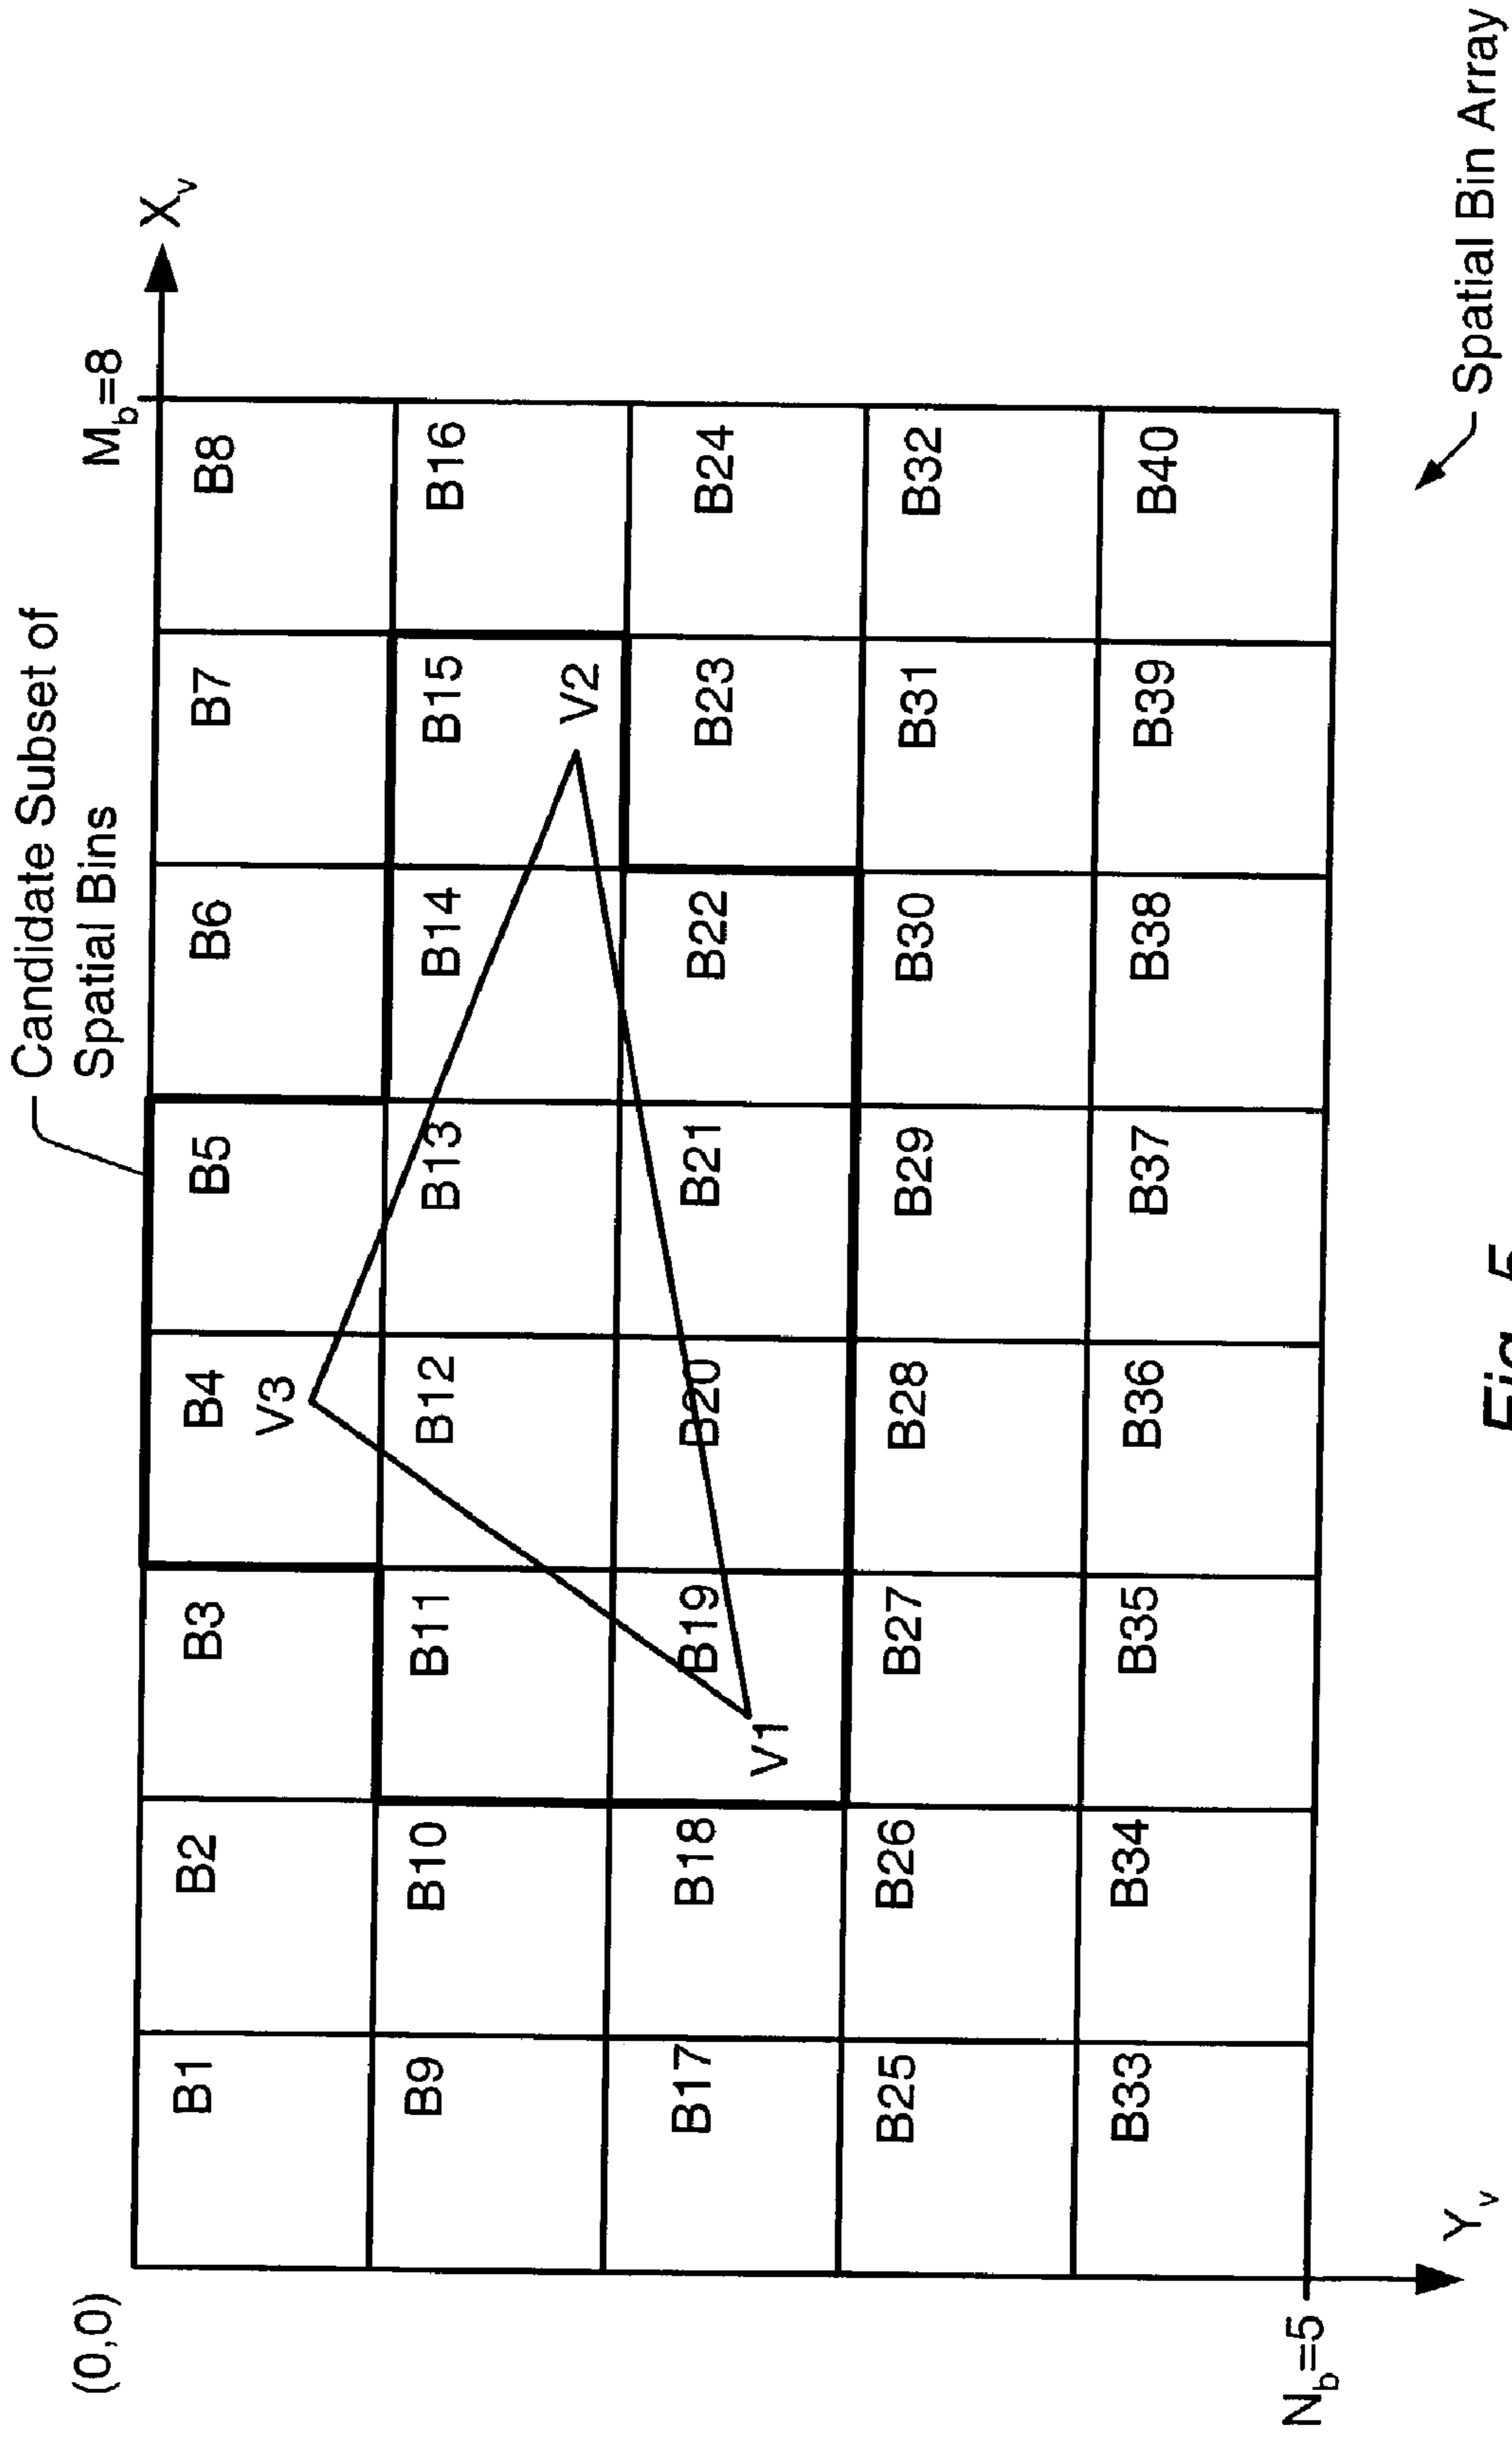 Candidate Subset of
Spatial Bins
(0,0)
M_b=8
X_v
B1 B2 B3 B4 B5 B6 B7 B8
V3
B9 B10 B11 B12 B13 B14 B15 B16
V2
B17 B18 B19 B20 B21 B22 B23 B24
V1
B25 B26 B27 B28 B29 B30 B31 B32
B33 B34 B35 B36 B37 B38 B39 B40
N_b=5
Y_v
Spatial Bin Array
Fig. 5